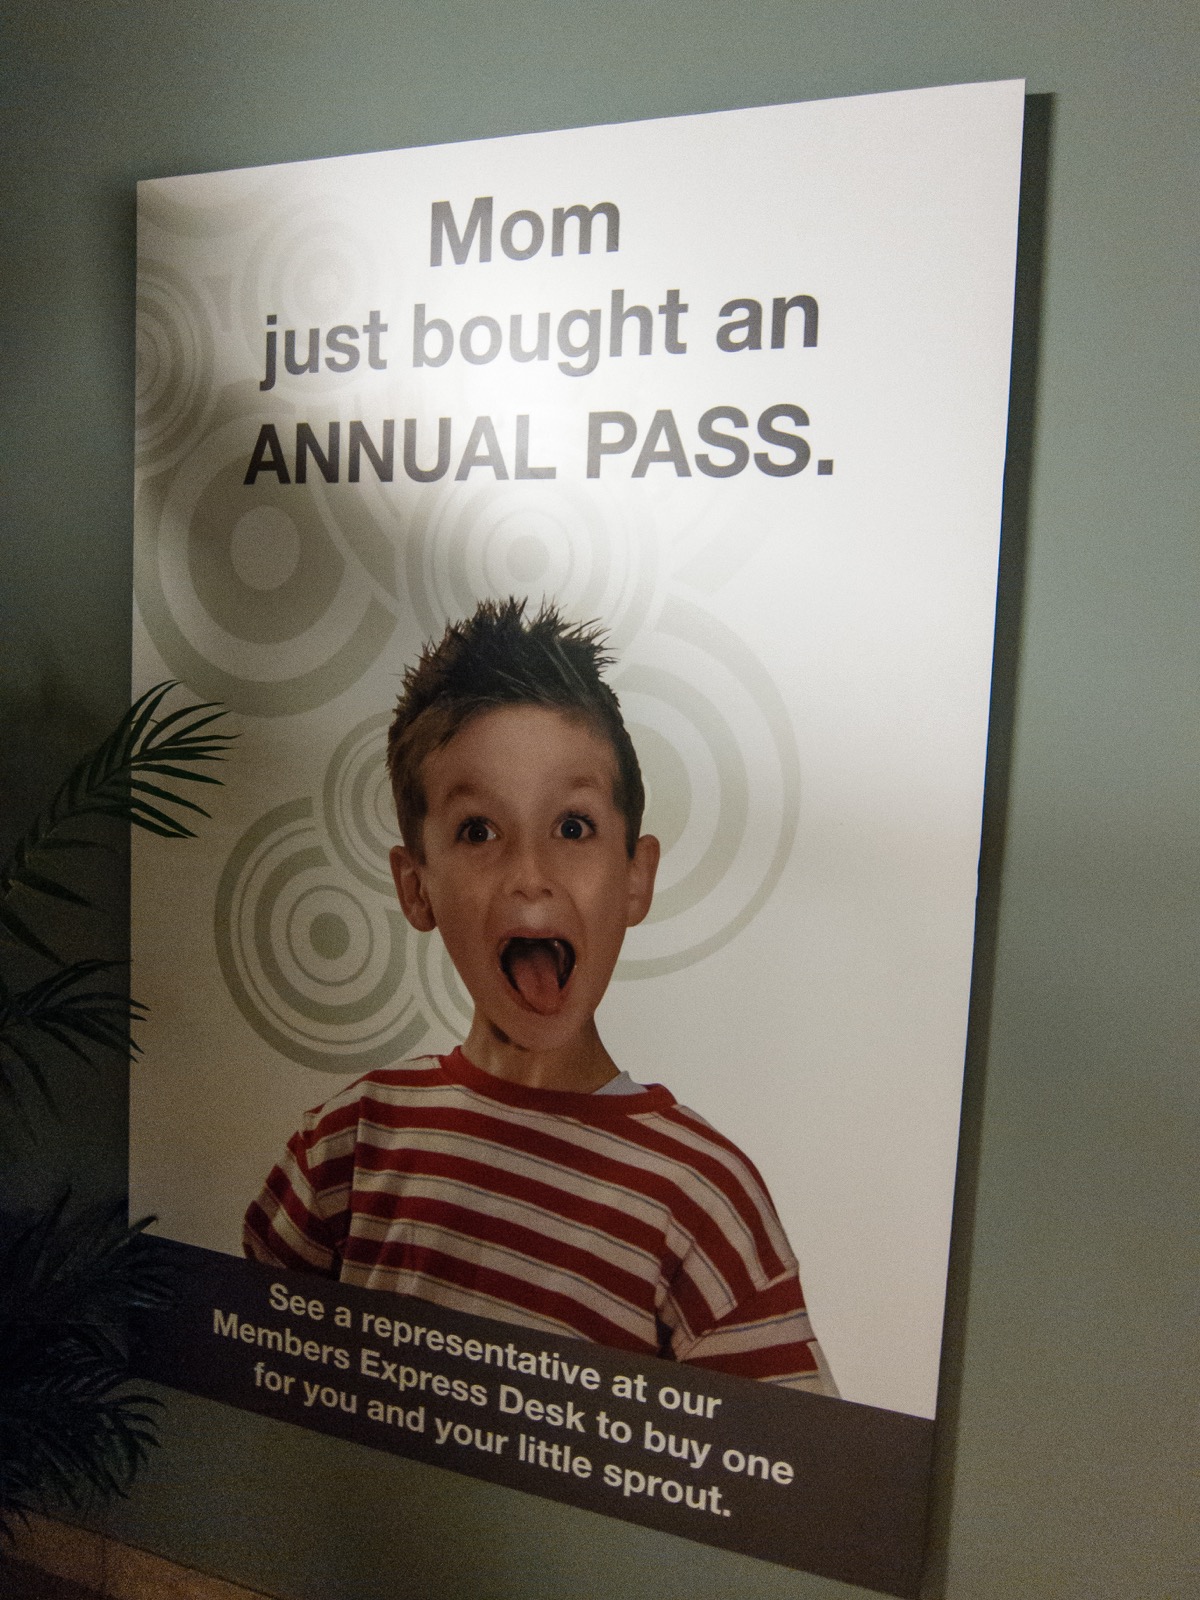 Mom
just bought an
ANNUAL PASS.
See a representative at our
Members Express Desk to buy one
for you and your little sprout.